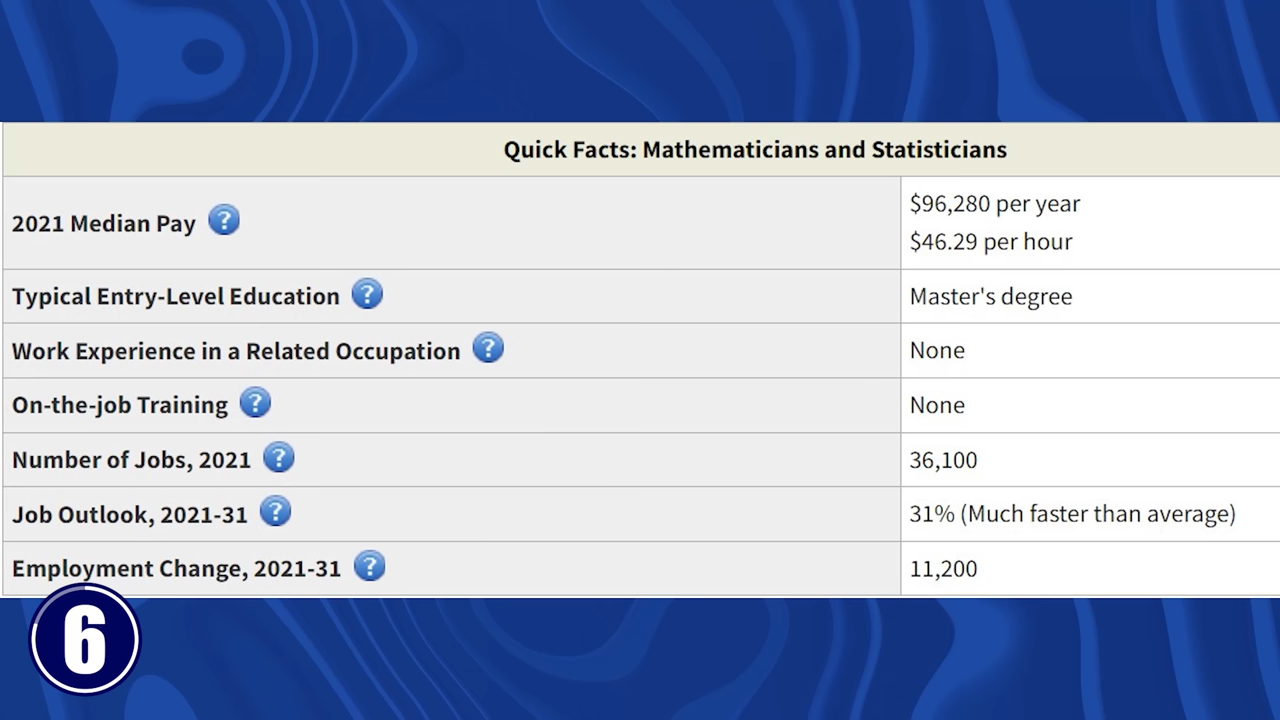 Quick Facts: Mathematicians and Statisticians
2021 Median Pay ?
$96,280 per year
$46.29 per hour
Typical Entry-Level Education ?
Master's degree
Work Experience in a Related Occupation ?
None
On-the-job Training ?
None
Number of Jobs, 2021 ?
36,100
Job Outlook, 2021-31 ?
31% (Much faster than average)
Employment Change, 2021-31 ?
11,200
6